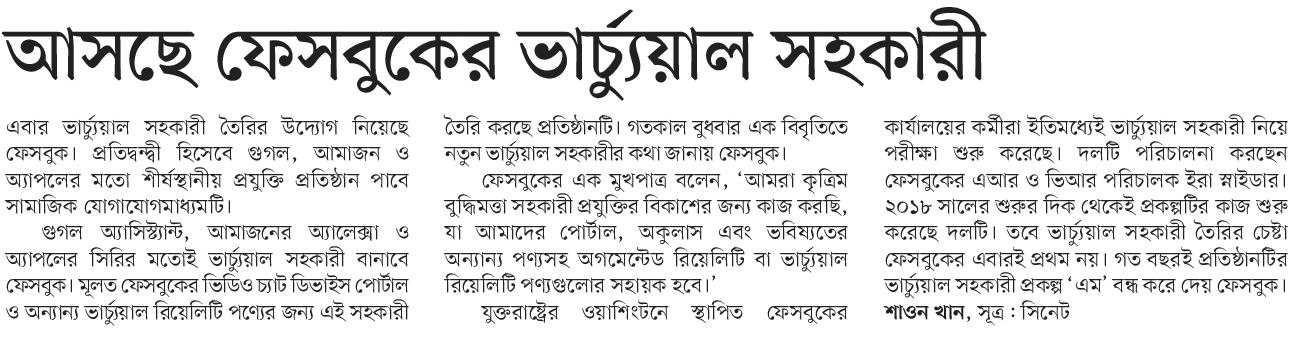 আসছে ফেসবুকের ভার্চ্যুয়াল সহকারী
এবার ভার্চ্যুয়াল সহকারী তৈরির উদ্যোগ নিয়েছে
ফেসবুক। প্রতিদ্বন্দ্বী হিসেবে গুগল, আমাজন ও
অ্যাপলের মতো শীর্ষস্থানীয় প্রযুক্তি প্রতিষ্ঠান পাবে
সামাজিক যোগাযোগমাধ্যমটি।
গুগল অ্যাসিস্ট্যান্ট, আমাজনের অ্যালেক্সা ও
অ্যাপলের সিরির মতোই ভার্চ্যুয়াল সহকারী বানাবে
ফেসবুক। মূলত ফেসবুকের ভিডিও চ্যাট ডিভাইস পোর্টাল
ও অন্যান্য ভার্চ্যুয়াল রিয়েলিটি পণ্যের জন্য এই সহকারী
তৈরি করছে প্রতিষ্ঠানটি। গতকাল বুধবার এক বিবৃতিতে
নতুন ভার্চ্যুয়াল সহকারীর কথা জানায় ফেসবুক।
ফেসবুকের এক মুখপাত্র বলেন, ‘আমরা কৃত্রিম
বুদ্ধিমত্তা সহকারী প্রযুক্তির বিকাশের জন্য কাজ করছি,
যা আমাদের পোর্টাল, অকুলাস এবং ভবিষ্যতের
অন্যান্য পণ্যসহ অগমেন্টেড রিয়েলিটি বা ভার্চ্যুয়াল
রিয়েলিটি পণ্যগুলোর সহায়ক হবে।’
যুক্তরাষ্ট্রের ওয়াশিংটনে স্থাপিত ফেসবুকের
কার্যালয়ের কর্মীরা ইতিমধ্যেই ভার্চ্যুয়াল সহকারী নিয়ে
পরীক্ষা শুরু করেছে। দলটি পরিচালনা করছেন
ফেসবুকের এআর ও ভিআর পরিচালক ইরা স্নাইডার।
২০১৮ সালের শুরুর দিক থেকেই প্রকল্পটির কাজ শুরু
করেছে দলটি। তবে ভার্চ্যুয়াল সহকারী তৈরির চেষ্টা
ফেসবুকের এবারই প্রথম নয়। গত বছরই প্রতিষ্ঠানটির
ভার্চ্যুয়াল সহকারী প্রকল্প ‘এম’ বন্ধ করে দেয় ফেসবুক।
শাওন খান, সূত্র : সিনেট